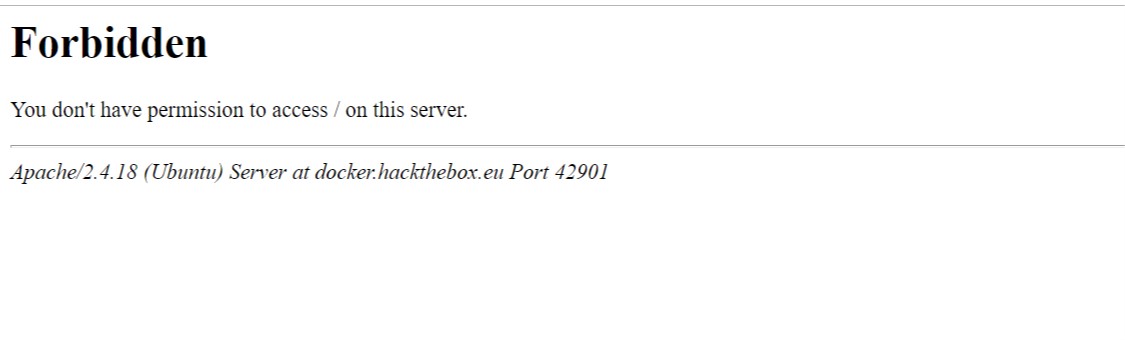 Forbidden
You don't have permission to access / on this server.
Apache/2.4.18 (Ubuntu) Server at docker.hackthebox.eu Port 42901